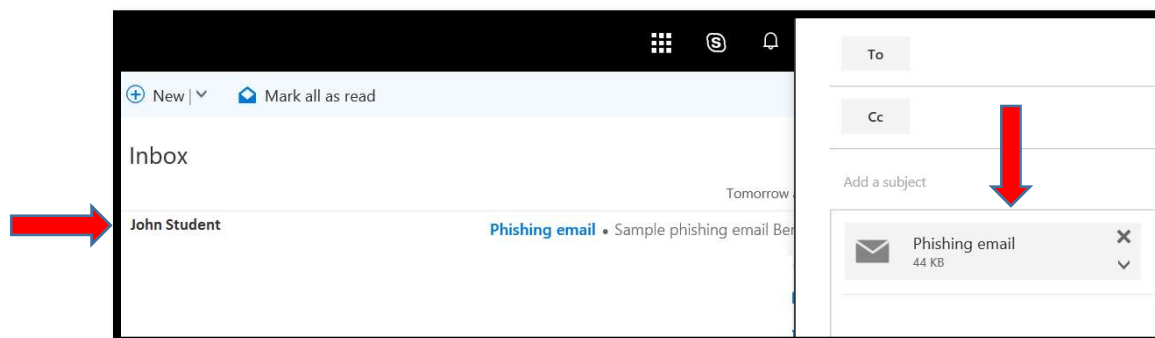 New
Mark all as read
Inbox
Tomorrow
John Student
Phishing email • Sample phishing email Ber
To
Cc
Add a subject
Phishing email
44 KB